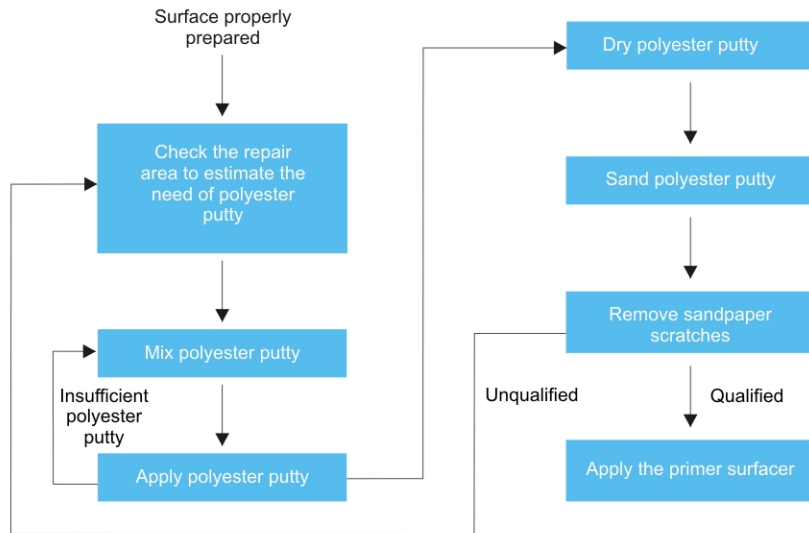 Surface properly
prepared
Check the repair
area to estimate the
need of polyester
putty
Mix polyester putty
Insufficient
polyester
putty
Apply polyester putty
Dry polyester putty
Sand polyester putty
Remove sandpaper
scratches
Unqualified
Qualified
Apply the primer surfacer